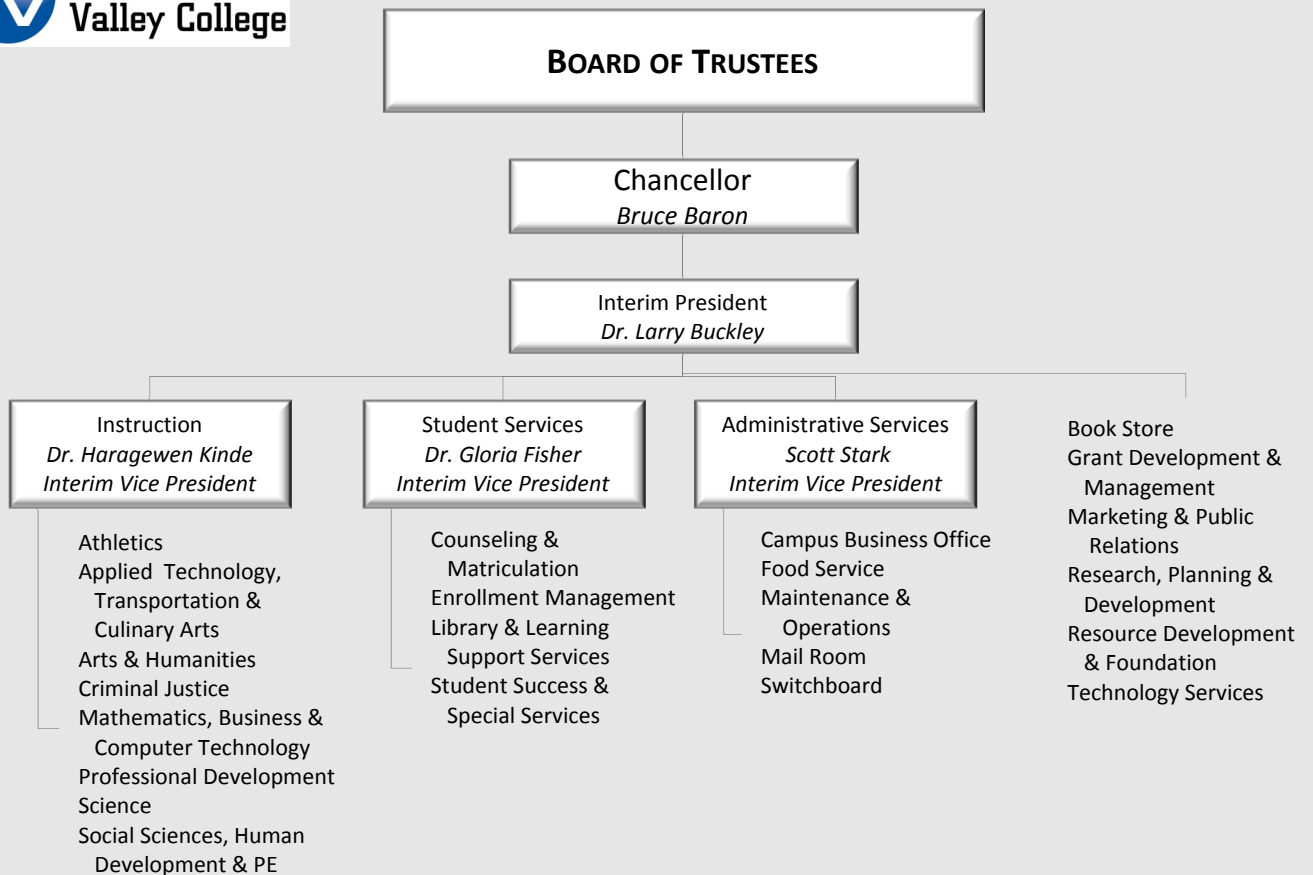 Valley College
BOARD OF TRUSTEES
Chancellor
Bruce Baron
Interim President
Dr. Larry Buckley
Instruction
Dr. Haragewen Kinde
Interim Vice President
Athletics
Applied Technology,
Transportation &
Culinary Arts
Arts & Humanities
Criminal Justice
Mathematics, Business &
Computer Technology
Professional Development
Science
Social Sciences, Human
Development & PE
Student Services
Dr. Gloria Fisher
Interim Vice President
Counseling &
Matriculation
Enrollment Management
Library & Learning
Support Services
Student Success &
Special Services
Administrative Services
Scott Stark
Interim Vice President
Campus Business Office
Food Service
Maintenance &
Operations
Mail Room
Switchboard
Book Store
Grant Development &
Management
Marketing & Public
Relations
Research, Planning &
Development
Resource Development
& Foundation
Technology Services